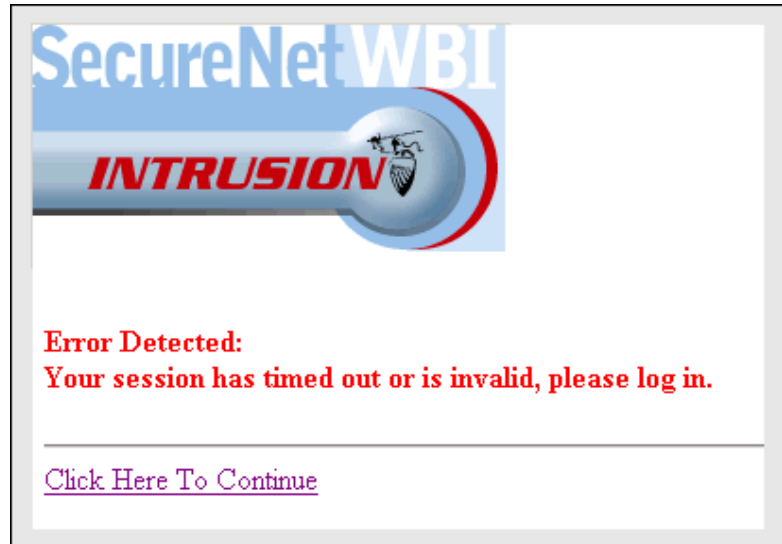 SecureNet WBI
INTRUSION
Error Detected:
Your session has timed out or is invalid, please log in.
Click Here To Continue